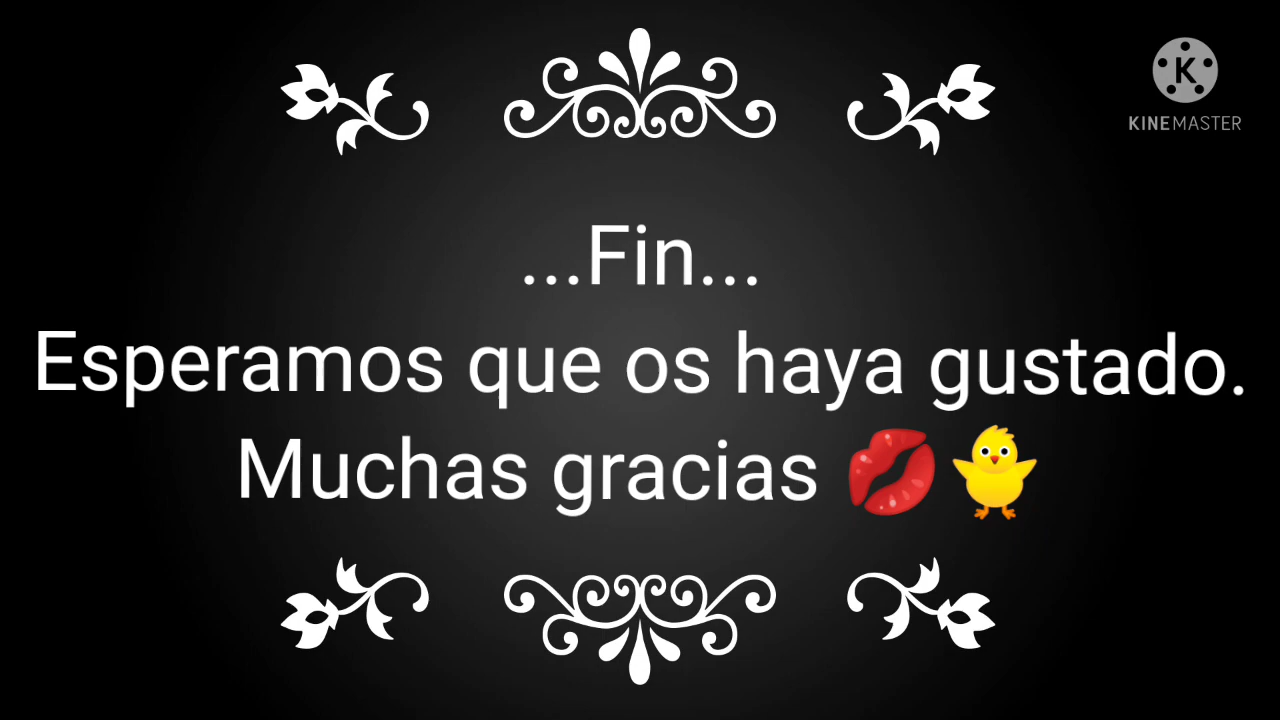 KINEMASTER
...Fin...
Esperamos que os haya gustado.
Muchas gracias 💋🐥